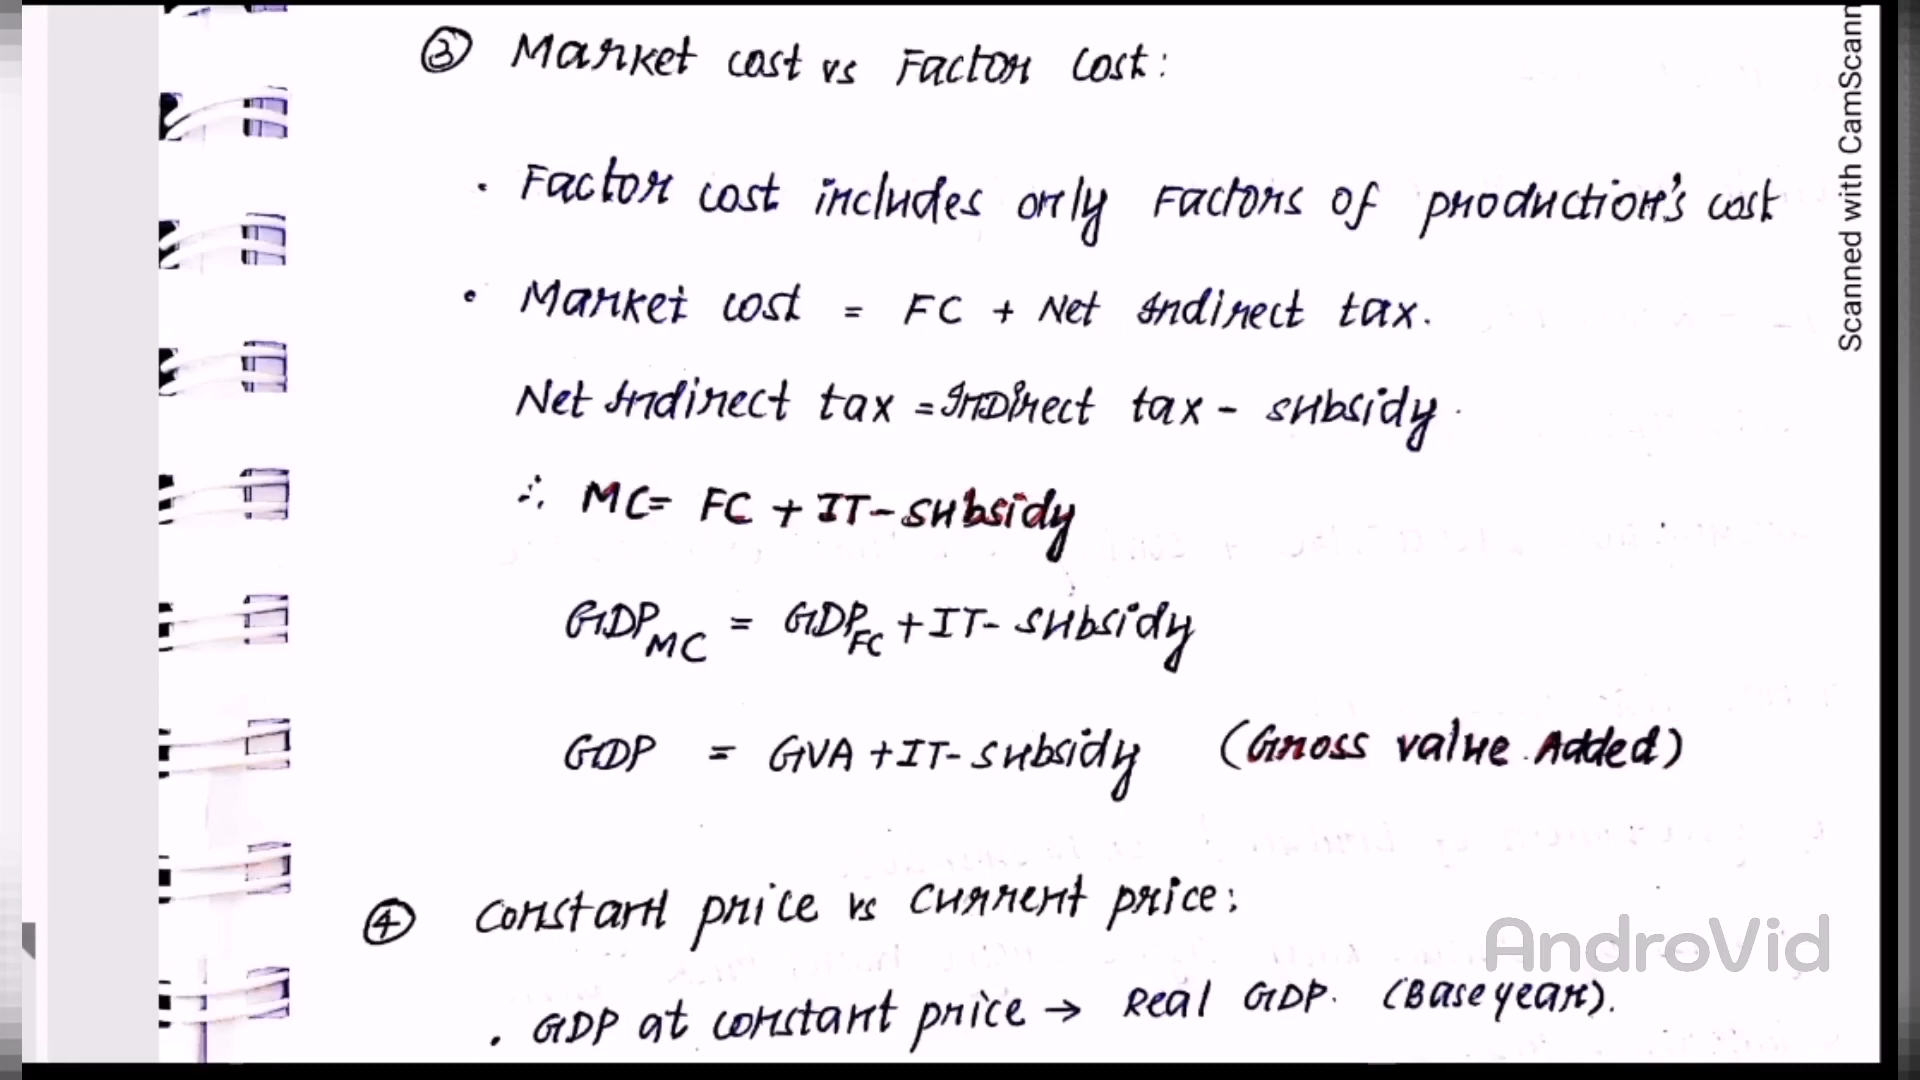 ③ Market cost vs Factor cost:
. Factor cost includes only Factors of production's cost
• Market cost = FC + Net Indirect tax.
Net Indirect tax = InDirect tax - subsidy.
∴ MC= FC + IT-subsidy
GDP MC = GDP FC + IT- subsidy
GDP = GVA + IT- subsidy (Gross value Added)
④ Constant price vs Current price:
. GDP at constant price → Real GDP. (Base year).
Scanned with CamScann
AndroVid